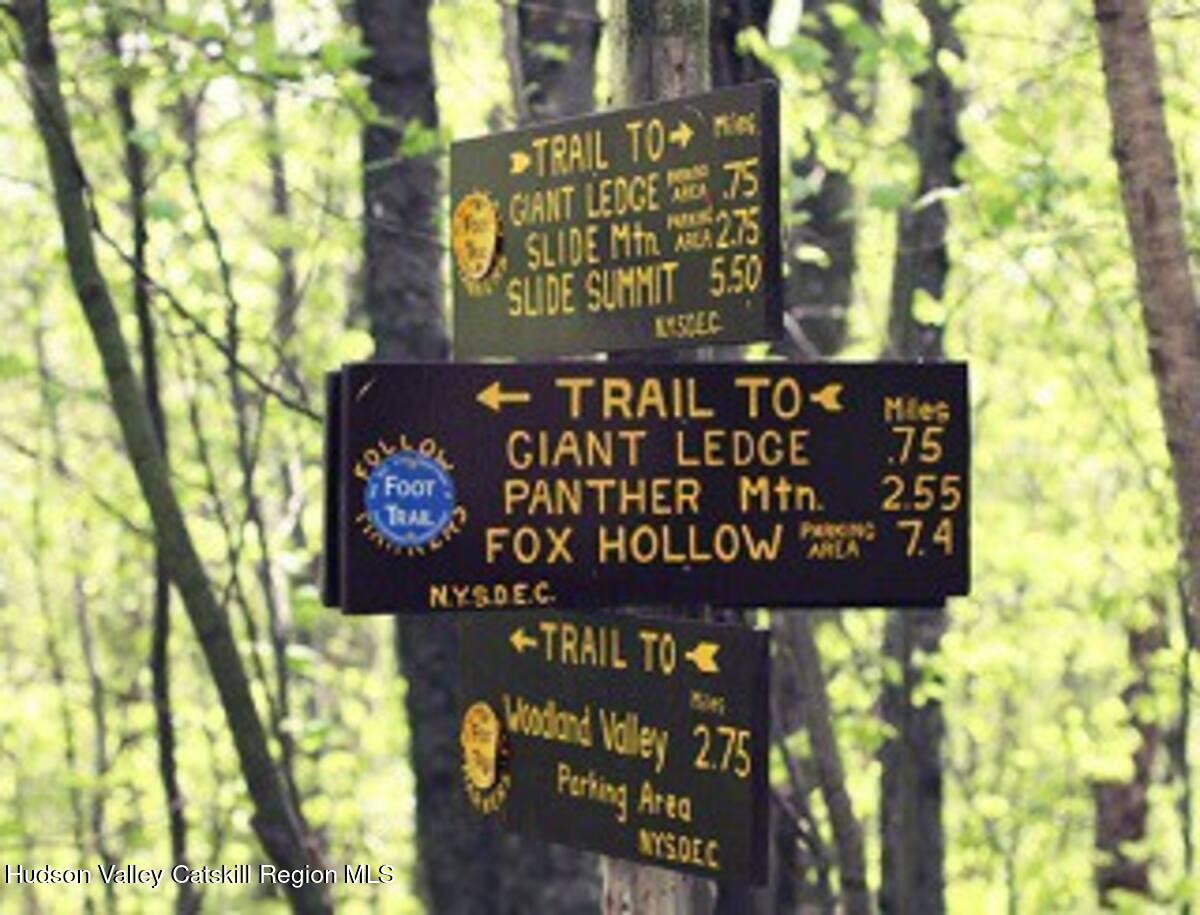 TRAIL TO Miles
GIANT LEDGE PARKING AREA .75
SLIDE Mtn. PARKING AREA 2.75
SLIDE SUMMIT 5.50
N.Y.S.D.E.C.
TRAIL TO
Miles
GIANT LEDGE .75
PANTHER Mtn. 2.55
FOX HOLLOW PARKING AREA 7.4
FOLLOW
FOOT
TRAIL
MARKERS
N.Y.S.D.E.C.
TRAIL TO
Miles
Woodland Valley 2.75
Parking Area
MARKERS
N.Y.S.D.E.C
Hudson Valley Catskill Region MLS